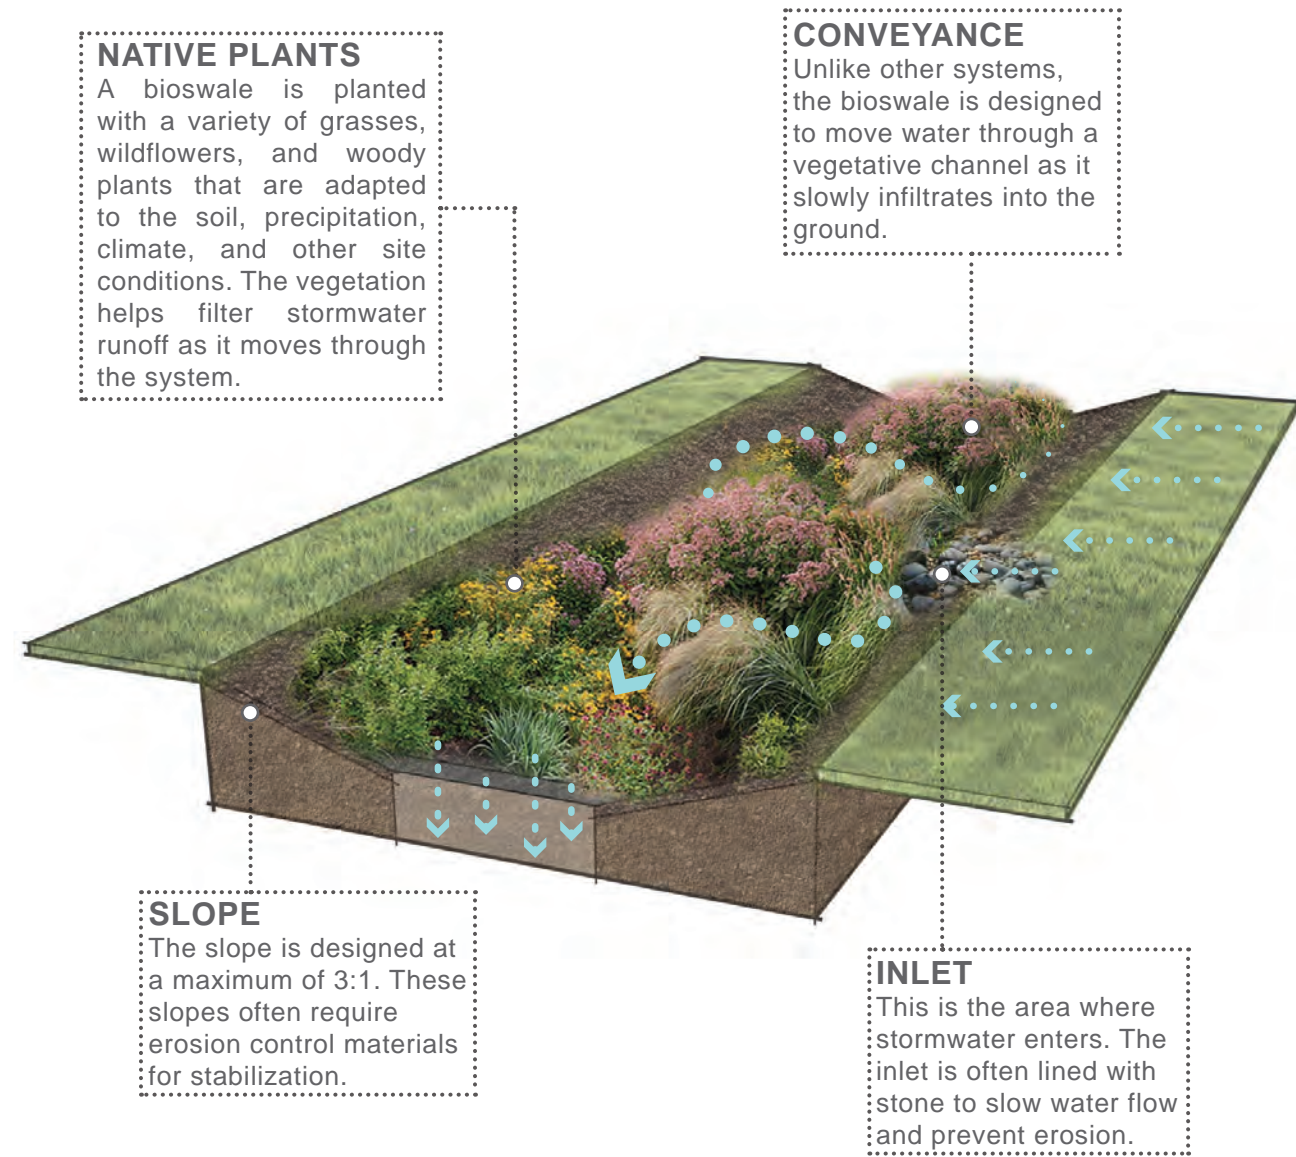 NATIVE PLANTS
A bioswale is planted
with a variety of grasses,
wildflowers, and woody
plants that are adapted
to the soil, precipitation,
climate, and other site
conditions. The vegetation
helps filter stormwater
runoff as it moves through
the system.
CONVEYANCE
Unlike other systems,
the bioswale is designed
to move water through a
vegetative channel as it
slowly infiltrates into the
ground.
SLOPE
The slope is designed at
a maximum of 3:1. These
slopes often require
erosion control materials
for stabilization.
INLET
This is the area where
stormwater enters. The
inlet is often lined with
stone to slow water flow
and prevent erosion.